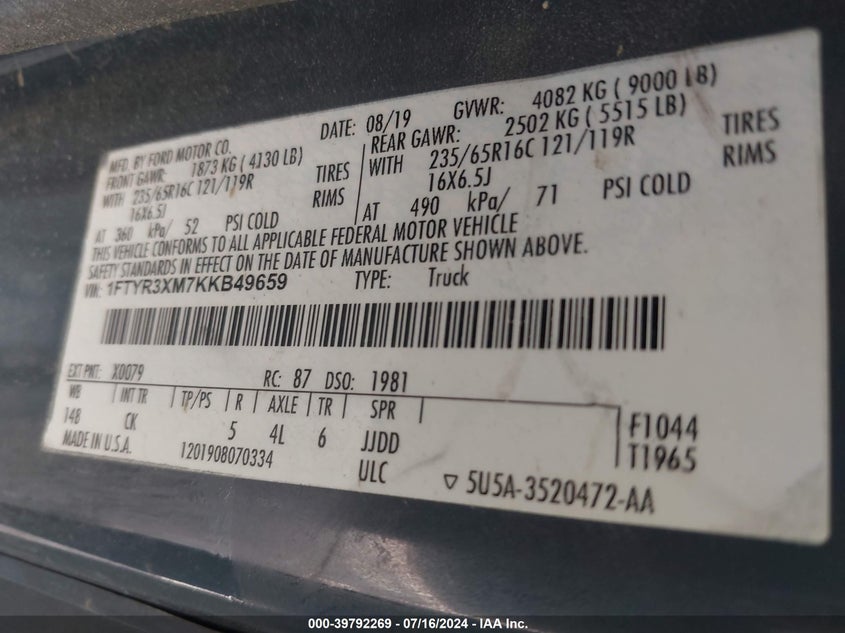 MFD. BY FORD MOTOR CO. DATE: 08/19 GVWR: 4082 KG ( 9000 LB)
FRONT GAWR: 1873 KG ( 4130 LB) REAR GAWR: 2502 KG ( 5515 LB)
WITH 235/65R16C 121/119R TIRES WITH 235/65R16C 121/119R TIRES
16X6.5J RIMS 16X6.5J RIMS
AT 360 kPa/ 52 PSI COLD AT 490 kPa/ 71 PSI COLD
THIS VEHICLE CONFORMS TO ALL APPLICABLE FEDERAL MOTOR VEHICLE
SAFETY STANDARDS IN EFFECT ON THE DATE OF MANUFACTURE SHOWN ABOVE.
VIN: 1FTYR3XM7KKB49659 TYPE: Truck
EXT PNT: X0079 RC: 87 DSO: 1981
WB INT TR TP/PS R AXLE TR SPR
148 CK 5 4L 6 JJDD F1044
MADE IN U.S.A. 1201908070334 ULC T1965
▽ 5U5A-3520472-AA
000-39792269 - 07/16/2024 - IAA Inc.